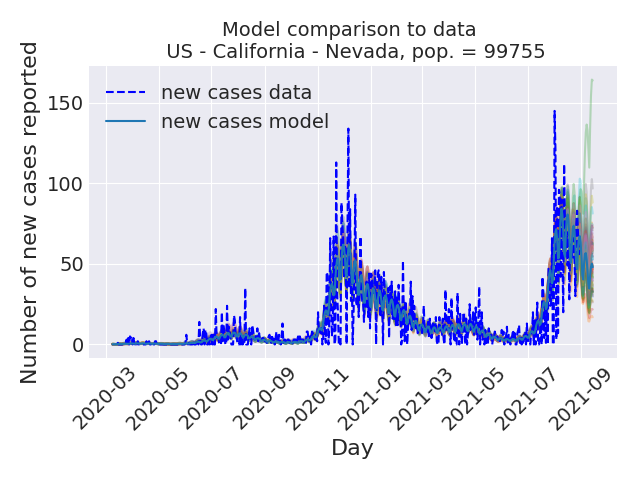 Model comparison to data
US - California - Nevada, pop. = 99755
Number of new cases reported
150
100
50
0
new cases data
new cases model
2020-03
2020-05
2020-07
2020-09
2020-11
2021-01
2021-03
2021-05
2021-07
2021-09
Day